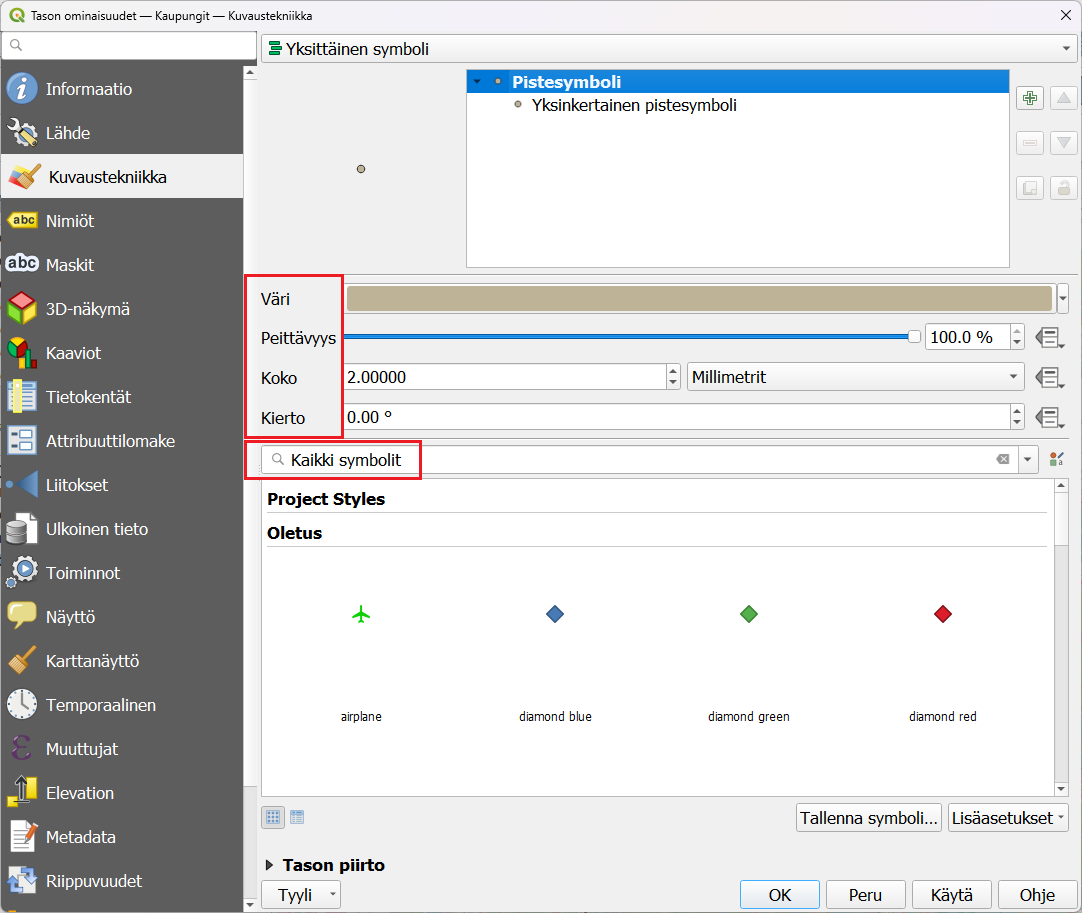 Tason ominaisuudet — Kaupungit — Kuvaustekniikka
Yksittäinen symboli
Informaatio
Lähde
Kuvaustekniikka
abc Nimiöt
abc Maskit
3D-näkymä
Kaaviot
Tietokentät
Attribuuttilomake
Liitokset
Ulkoinen tieto
Toiminnot
Näyttö
Karttanäyttö
Temporaalinen
Muuttujat
Elevation
Metadata
Riippuvuudet
Pistesymboli
Yksinkertainen pistesymboli
Väri
Peittävyys 100.0 %
Koko 2.00000 Millimetrit
Kierto 0.00 °
Kaikki symbolit
Project Styles
Oletus
airplane diamond blue diamond green diamond red
Tallenna symboli... Lisäasetukset
Tason piirto
Tyyli OK Peru Käytä Ohje